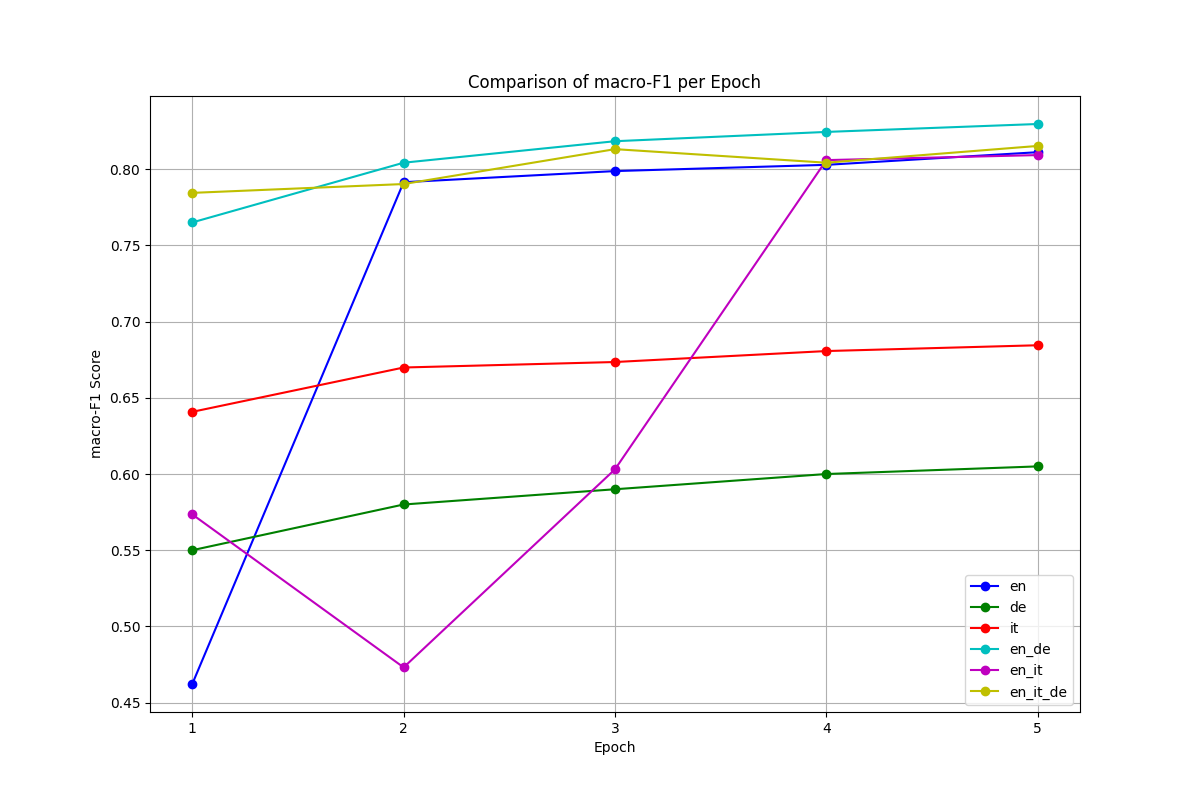 Comparison of macro-F1 per Epoch
macro-F1 Score
0.80
0.75
0.70
0.65
0.60
0.55
0.50
0.45
1 2 3 4 5
Epoch
en
de
it
en_de
en_it
en_it_de